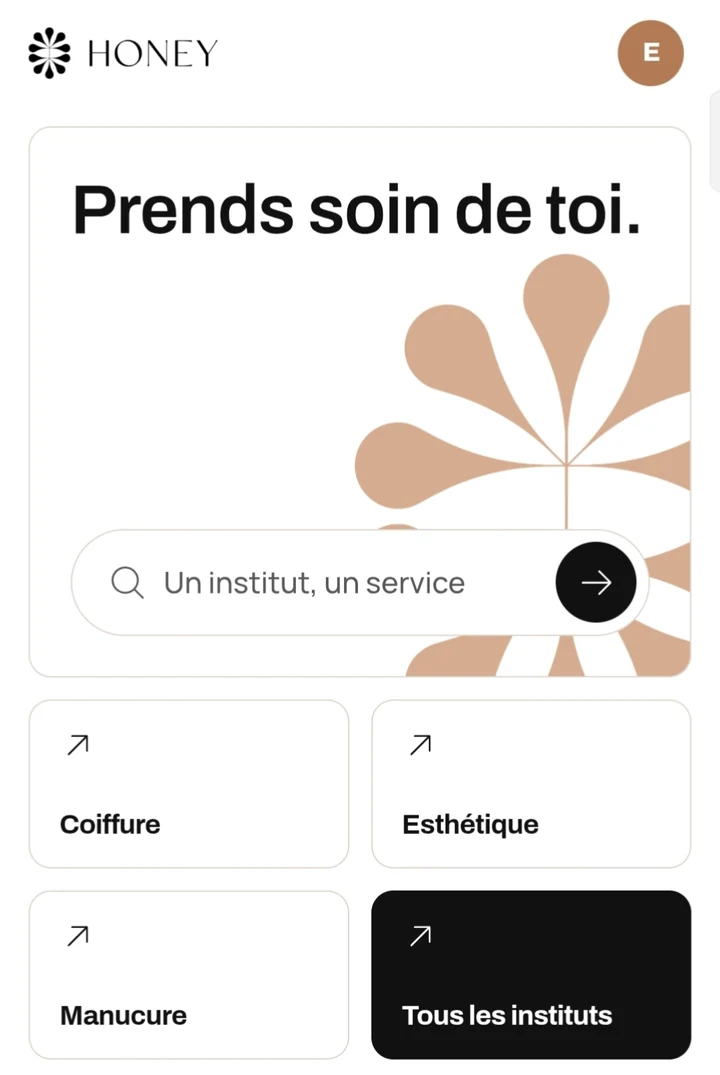 HONEY
E
Prends soin de toi.
Un institut, un service
Coiffure
Esthétique
Manucure
Tous les instituts